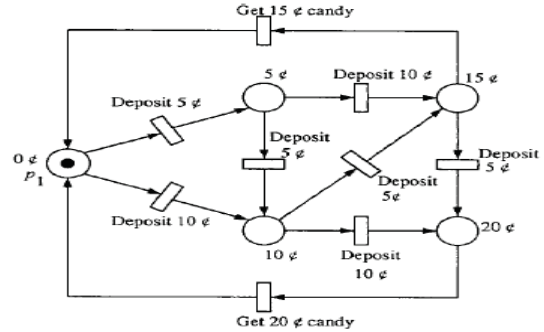 Get 15 ¢ candy
5 ¢
Deposit 10 ¢
15 ¢
Deposit 5 ¢
Deposit
5 ¢
Deposit
5 ¢
0 ¢
p1
Deposit
5¢
Deposit 10 ¢
20 ¢
10 ¢
Deposit
10 ¢
Get 20 ¢ candy